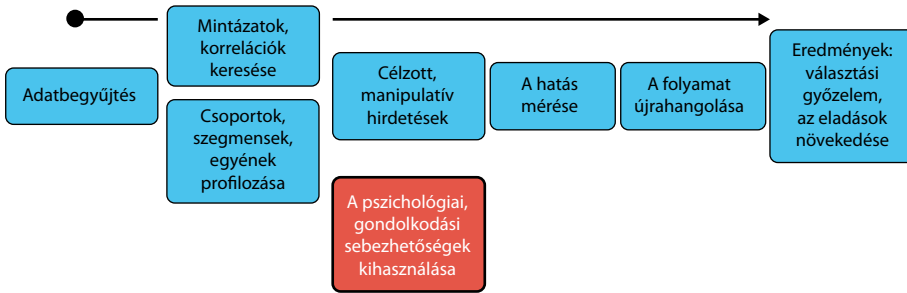 Adatbegyűjtés
Mintázatok,
korrelációk
keresése
Csoportok,
szegmensek,
egyének
profilozása
Célzott,
manipulatív
hirdetések
A pszichológiai,
gondolkodási
sebezhetőségek
kihasználása
A hatás
mérése
A folyamat
újrahangolása
Eredmények:
választási
győzelem,
az eladások
növekedése